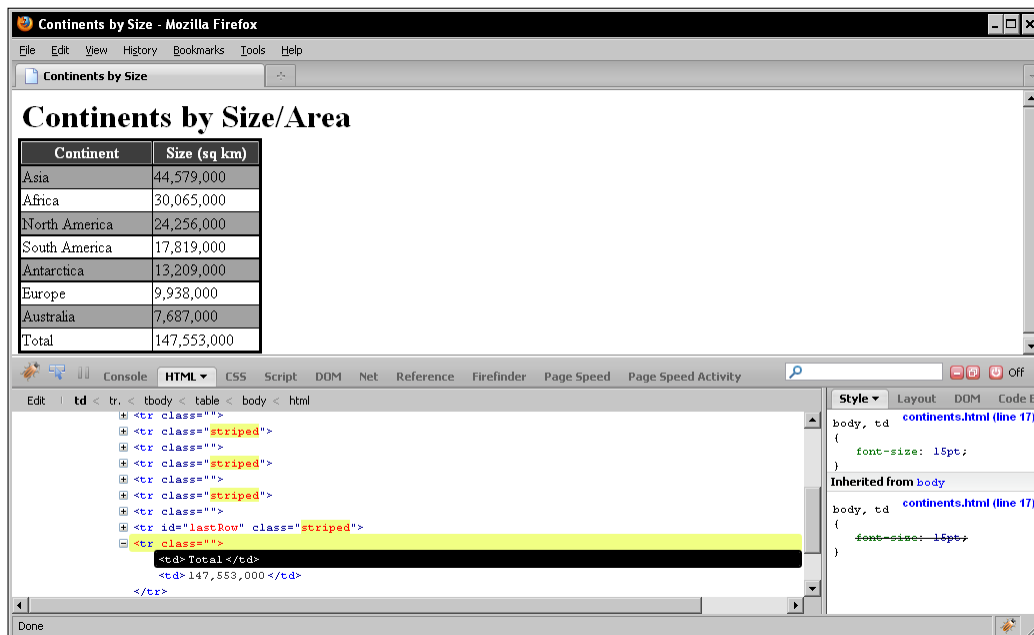 Continents by Size - Mozilla Firefox
File Edit View History Bookmarks Tools Help
Continents by Size
Continents by Size/Area
Continent Size (sq km)
Asia 44,579,000
Africa 30,065,000
North America 24,256,000
South America 17,819,000
Antarctica 13,209,000
Europe 9,938,000
Australia 7,687,000
Total 147,553,000
Console HTML CSS Script DOM Net Reference Firefinder Page Speed Page Speed Activity Off
Edit td < tr. < tbody < table < body < html
<tr class="">
<tr class="striped">
<tr class="">
<tr class="striped">
<tr class="">
<tr class="striped">
<tr class="">
<tr id="lastRow" class="striped">
<tr class="">
<td>Total</td>
<td>147,553,000</td>
</tr>
Style Layout DOM Code
body, td continents.html (line 17)
{
font-size: 15pt;
}
Inherited from body
body, td continents.html (line 17)
{
font-size: 15pt;
}
Done